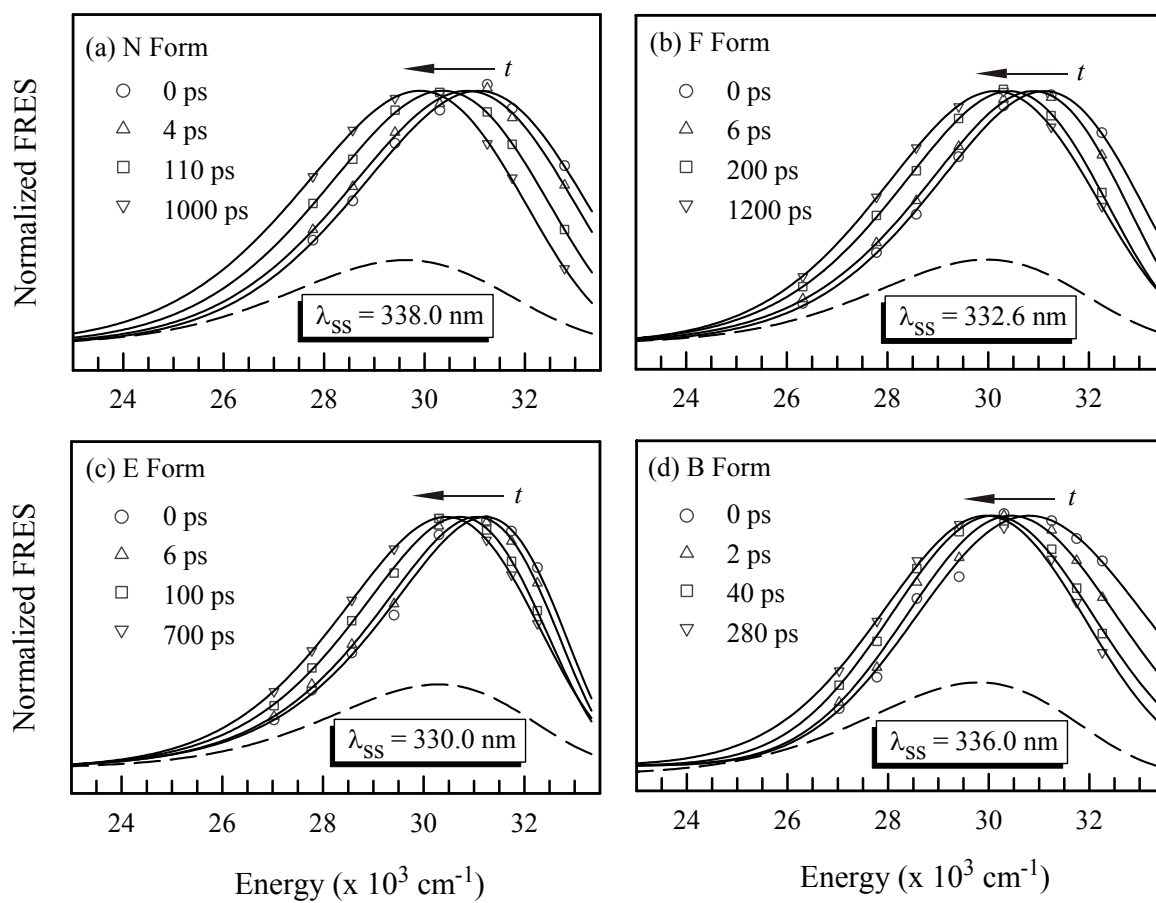 Normalized FRES
(a) N Form
t
0 ps
4 ps
110 ps
1000 ps
λSS = 338.0 nm
24 26 28 30 32
(b) F Form
t
0 ps
6 ps
200 ps
1200 ps
λSS = 332.6 nm
24 26 28 30 32
Normalized FRES
(c) E Form
t
0 ps
6 ps
100 ps
700 ps
λSS = 330.0 nm
24 26 28 30 32
Energy (x 10³ cm⁻¹)
(d) B Form
t
0 ps
2 ps
40 ps
280 ps
λSS = 336.0 nm
24 26 28 30 32
Energy (x 10³ cm⁻¹)